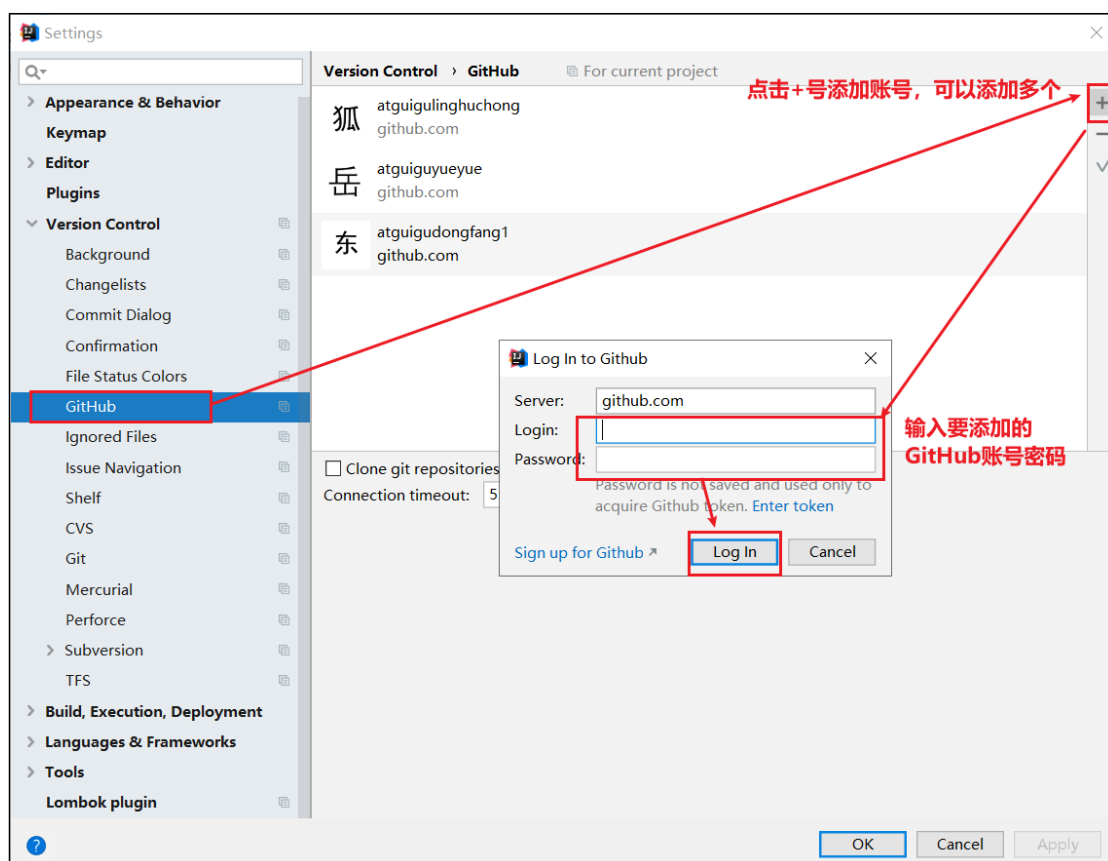 Settings
Version Control › GitHub For current project
点击+号添加账号，可以添加多个
Appearance & Behavior
Keymap
Editor
Plugins
Version Control
Background
Changelists
Commit Dialog
Confirmation
File Status Colors
GitHub
Ignored Files
Issue Navigation
Shelf
CVS
Git
Mercurial
Perforce
Subversion
TFS
Build, Execution, Deployment
Languages & Frameworks
Tools
Lombok plugin
狐
atguigulinghuchong
github.com
岳
atguiguyueyue
github.com
东
atguigudongfang1
github.com
Clone git repositories
Connection timeout: 5
Log In to Github
Server: github.com
Login:
Password:
Password is not saved and used only to
acquire Github token. Enter token
Sign up for Github Log In Cancel
输入要添加的
GitHub账号密码
? OK Cancel Apply